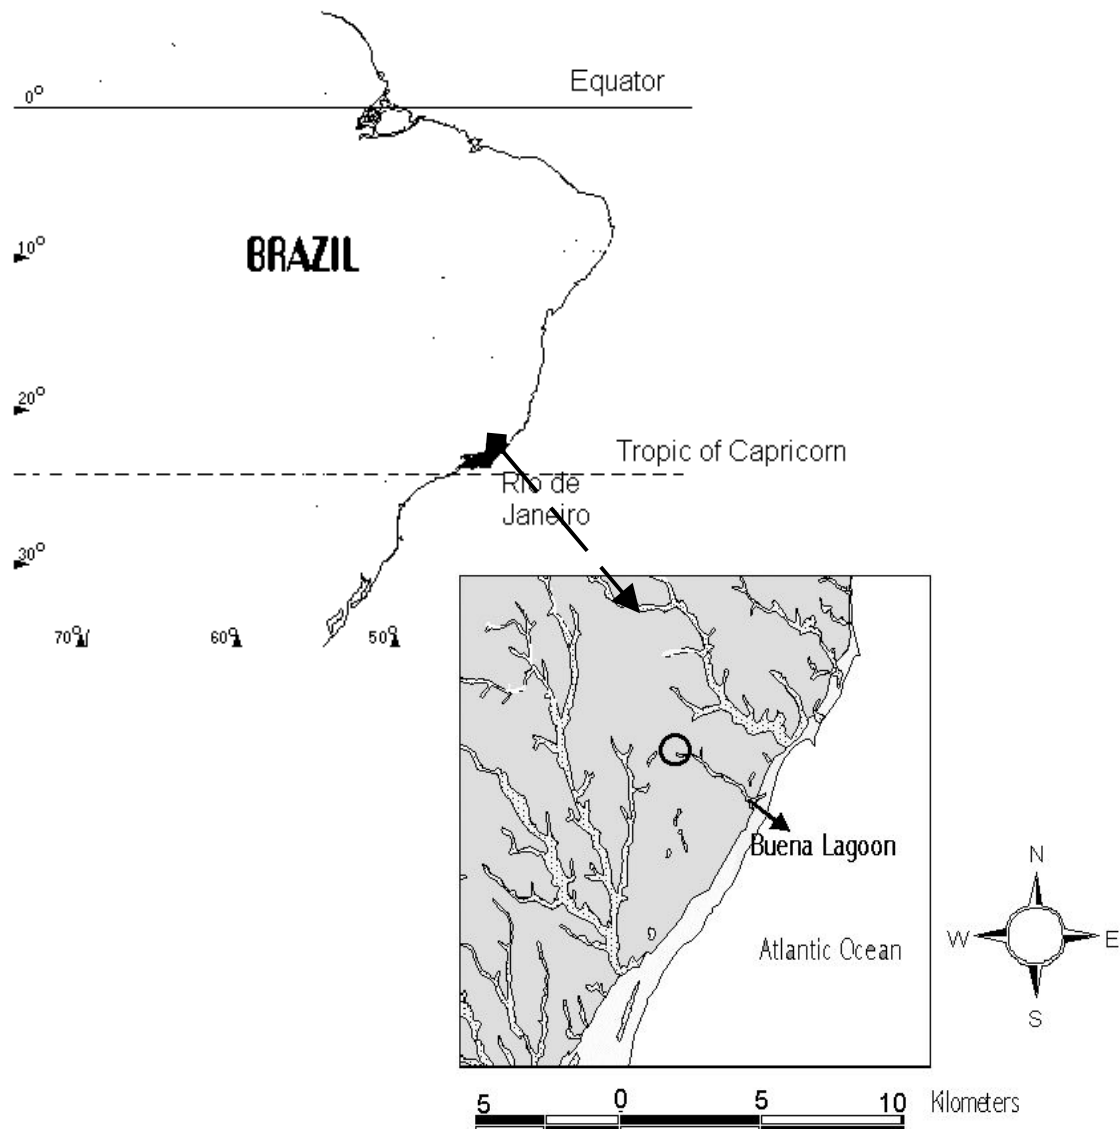 Equator
0°
BRAZIL
10°
20°
Tropic of Capricorn
Rio de
Janeiro
30°
70° 60° 50°
Buena Lagoon
Atlantic Ocean
N
W E
S
5 0 5 10 Kilometers